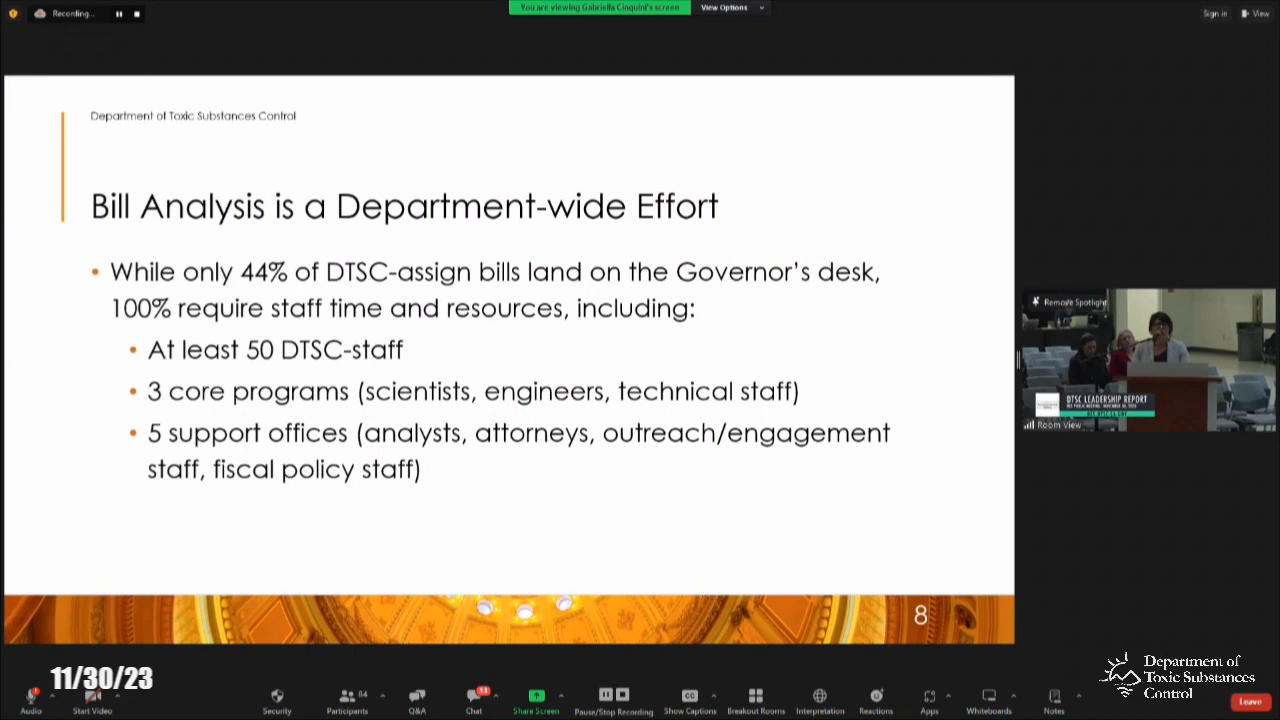 Recording...
You are viewing Gabriella Cinquini's screen
View Options
Sign in
View
Department of Toxic Substances Control
Bill Analysis is a Department-wide Effort
• While only 44% of DTSC-assign bills land on the Governor's desk,
100% require staff time and resources, including:
• At least 50 DTSC-staff
• 3 core programs (scientists, engineers, technical staff)
• 5 support offices (analysts, attorneys, outreach/engagement
staff, fiscal policy staff)
8
Remove Spotlight
DTSC LEADERSHIP REPORT
Room View
11/30/23
Department of
Toxic Substances
Control
Audio
Start Video
Security
Participants
84
Q&A
Chat
Share Screen
Pause/Stop Recording
Show Captions
Breakout Rooms
Interpretation
Reactions
Apps
Whiteboards
Notes
Leave